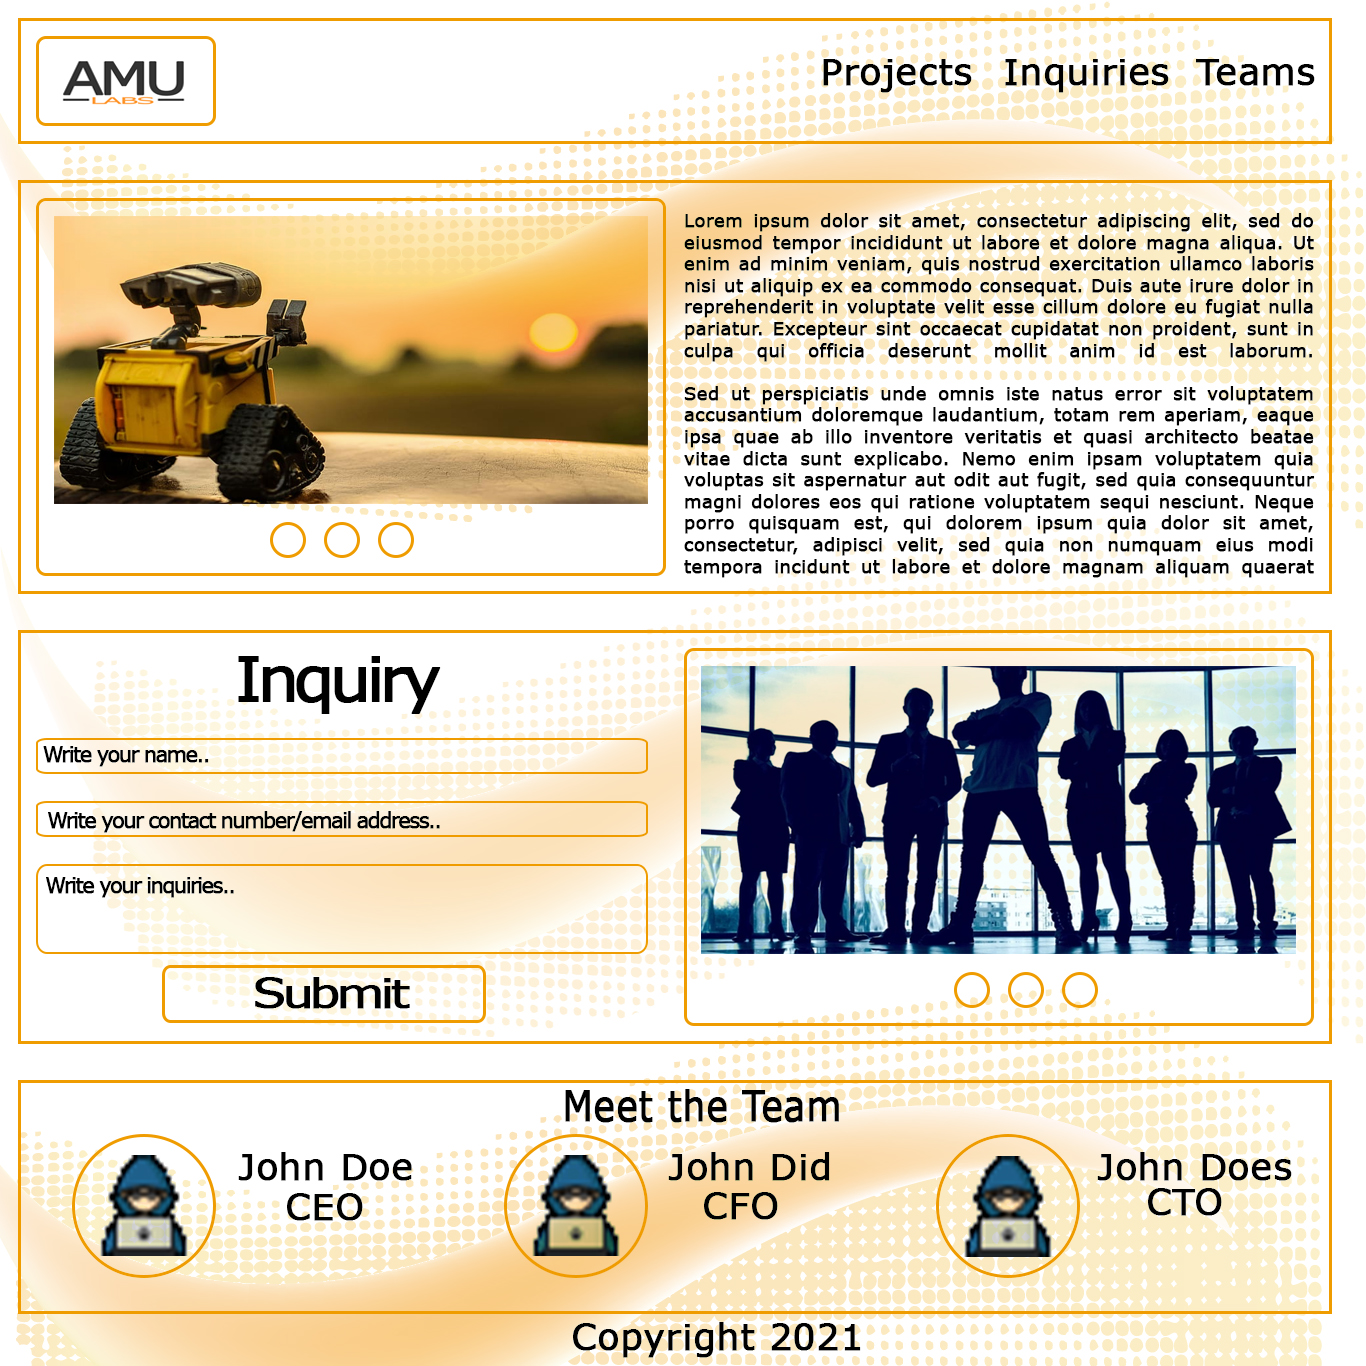 AMU
LABS
Projects Inquiries Teams
Lorem ipsum dolor sit amet, consectetur adipiscing elit, sed do
eiusmod tempor incididunt ut labore et dolore magna aliqua. Ut
enim ad minim veniam, quis nostrud exercitation ullamco laboris
nisi ut aliquip ex ea commodo consequat. Duis aute irure dolor in
reprehenderit in voluptate velit esse cillum dolore eu fugiat nulla
pariatur. Excepteur sint occaecat cupidatat non proident, sunt in
culpa qui officia deserunt mollit anim id est laborum.
Sed ut perspiciatis unde omnis iste natus error sit voluptatem
accusantium doloremque laudantium, totam rem aperiam, eaque
ipsa quae ab illo inventore veritatis et quasi architecto beatae
vitae dicta sunt explicabo. Nemo enim ipsam voluptatem quia
voluptas sit aspernatur aut odit aut fugit, sed quia consequuntur
magni dolores eos qui ratione voluptatem sequi nesciunt. Neque
porro quisquam est, qui dolorem ipsum quia dolor sit amet,
consectetur, adipisci velit, sed quia non numquam eius modi
tempora incidunt ut labore et dolore magnam aliquam quaerat
Inquiry
Write your name..
Write your contact number/email address..
Write your inquiries..
Submit
Meet the Team
John Doe
CEO
John Did
CFO
John Does
CTO
Copyright 2021